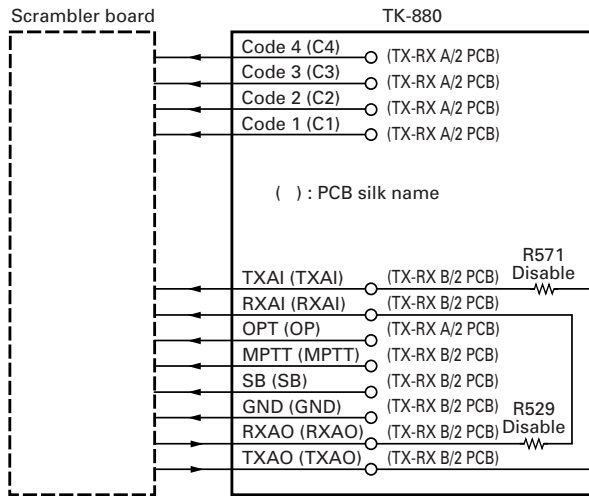 Scrambler board TK-880
Code 4 (C4) (TX-RX A/2 PCB)
Code 3 (C3) (TX-RX A/2 PCB)
Code 2 (C2) (TX-RX A/2 PCB)
Code 1 (C1) (TX-RX A/2 PCB)
( ) : PCB silk name
R571
Disable
TXAI (TXAI) (TX-RX B/2 PCB)
RXAI (RXAI) (TX-RX B/2 PCB)
OPT (OP) (TX-RX A/2 PCB)
MPTT (MPTT) (TX-RX B/2 PCB)
SB (SB) (TX-RX B/2 PCB)
GND (GND) (TX-RX B/2 PCB)
R529
Disable
RXAO (RXAO) (TX-RX B/2 PCB)
TXAO (TXAO) (TX-RX B/2 PCB)